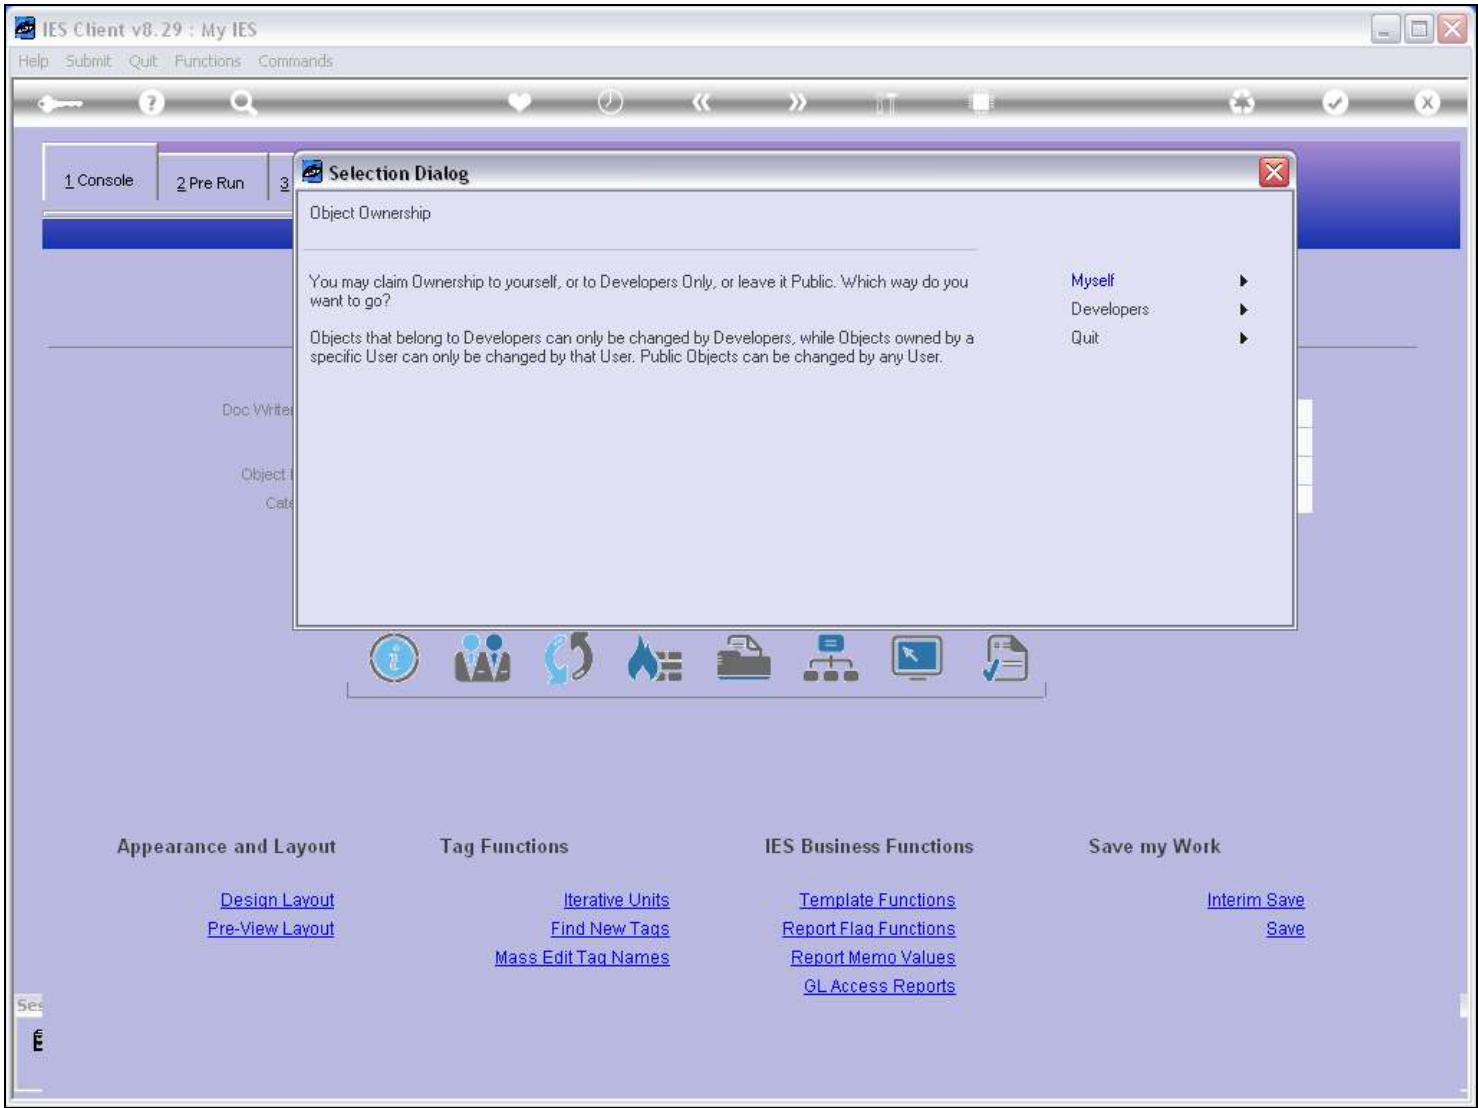 IES Client v8.29 : My IES
Help Submit Quit Functions Commands
1 Console
2 Pre Run
3
Selection Dialog
Object Ownership
You may claim Ownership to yourself, or to Developers Only, or leave it Public. Which way do you
want to go?
Objects that belong to Developers can only be changed by Developers, while Objects owned by a
specific User can only be changed by that User. Public Objects can be changed by any User.
Myself
Developers
Quit
Doc Writer
Object
Appearance and Layout
Design Layout
Pre-View Layout
Tag Functions
Iterative Units
Find New Tags
Mass Edit Tag Names
IES Business Functions
Template Functions
Report Flag Functions
Report Memo Values
GL Access Reports
Save my Work
Interim Save
Save